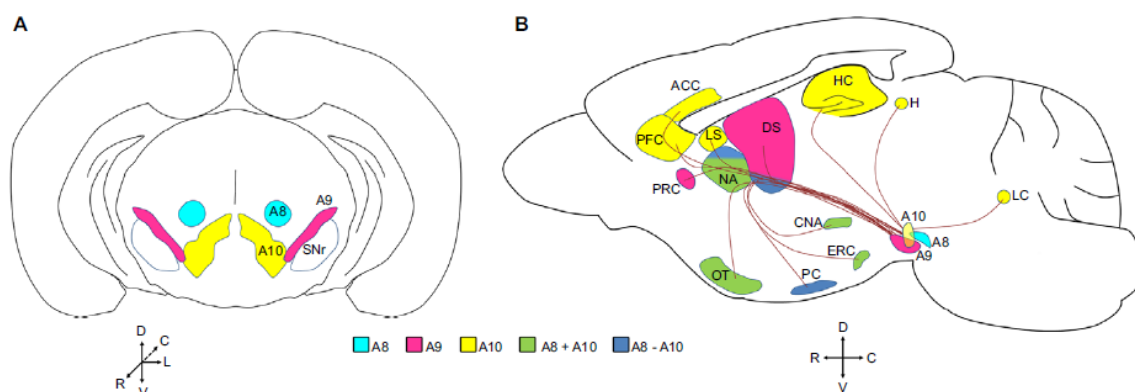 A
B
ACC
HC
H
PFC
LS
DS
PRC
NA
LC
A9
A8
A10
SNr
CNA
A10
A8
A9
ERC
OT
PC
D
C
L
R
V
A8 A9 A10 A8 + A10 A8 - A10
D
R C
V